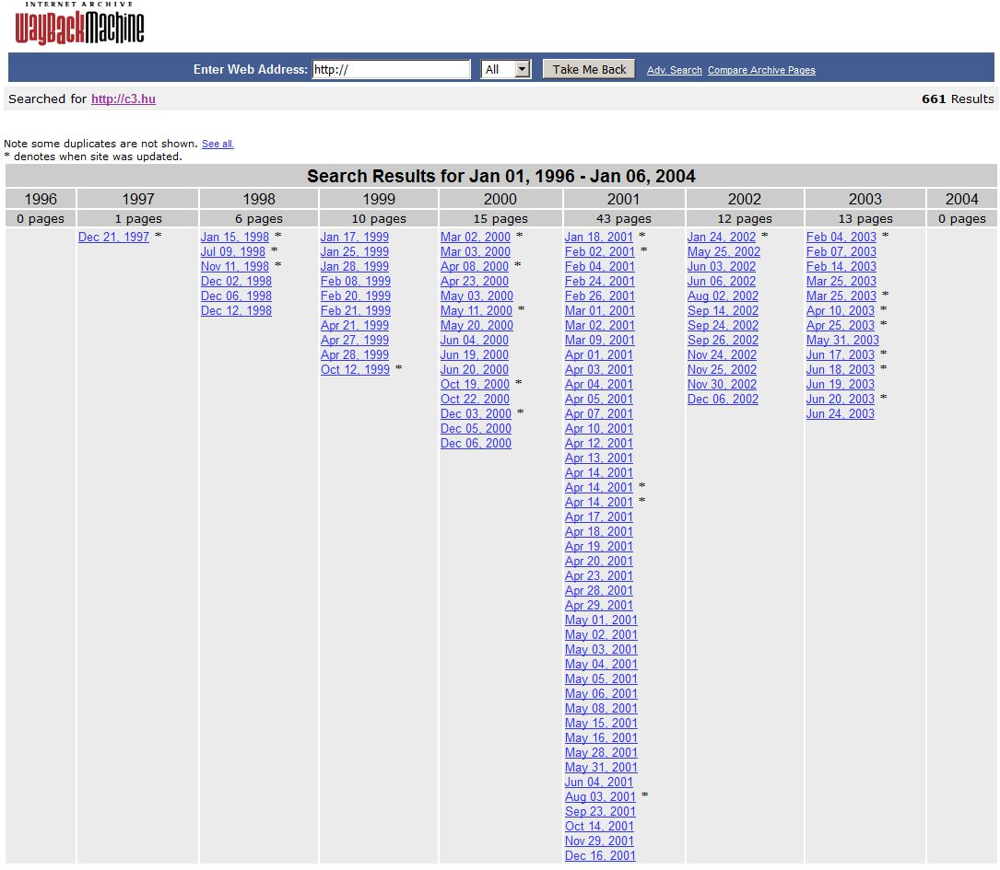 INTERNET ARCHIVE
WayBackMachine
Enter Web Address: http:// All Take Me Back Adv. Search Compare Archive Pages
Searched for http://c3.hu 661 Results
Note some duplicates are not shown. See all.
* denotes when site was updated.
Search Results for Jan 01, 1996 - Jan 06, 2004
1996 1997 1998 1999 2000 2001 2002 2003 2004
0 pages 1 pages 6 pages 10 pages 15 pages 43 pages 12 pages 13 pages 0 pages
Dec 21, 1997 * Jan 15, 1998 * Jan 17, 1999 Mar 02, 2000 * Jan 18, 2001 * Jan 24, 2002 * Feb 04, 2003 *
Jul 09, 1998 * Jan 25, 1999 Mar 03, 2000 Feb 02, 2001 * May 25, 2002 Feb 07, 2003
Nov 11, 1998 * Jan 28, 1999 Apr 08, 2000 * Feb 04, 2001 Jun 03, 2002 Feb 14, 2003
Dec 02, 1998 Feb 08, 1999 Apr 23, 2000 Feb 24, 2001 Jun 06, 2002 Mar 25, 2003
Dec 06, 1998 Feb 20, 1999 May 03, 2000 Feb 26, 2001 Aug 02, 2002 Mar 25, 2003 *
Dec 12, 1998 Feb 21, 1999 May 11, 2000 * Mar 01, 2001 Sep 14, 2002 Apr 10, 2003 *
Apr 21, 1999 May 20, 2000 Mar 02, 2001 Sep 24, 2002 Apr 25, 2003 *
Apr 27, 1999 Jun 04, 2000 Mar 09, 2001 Sep 26, 2002 May 31, 2003
Apr 28, 1999 Jun 19, 2000 Apr 01, 2001 Nov 24, 2002 Jun 17, 2003 *
Oct 12, 1999 * Jun 20, 2000 Apr 03, 2001 Nov 25, 2002 Jun 18, 2003 *
Oct 19, 2000 * Apr 04, 2001 Nov 30, 2002 Jun 19, 2003
Oct 22, 2000 Apr 05, 2001 Dec 06, 2002 Jun 20, 2003 *
Dec 03, 2000 * Apr 07, 2001 Jun 24, 2003
Dec 05, 2000 Apr 10, 2001
Dec 06, 2000 Apr 12, 2001
Apr 13, 2001
Apr 14, 2001
Apr 14, 2001 *
Apr 14, 2001 *
Apr 17, 2001
Apr 18, 2001
Apr 19, 2001
Apr 20, 2001
Apr 23, 2001
Apr 28, 2001
Apr 29, 2001
May 01, 2001
May 02, 2001
May 03, 2001
May 04, 2001
May 05, 2001
May 06, 2001
May 08, 2001
May 15, 2001
May 16, 2001
May 28, 2001
May 31, 2001
Jun 04, 2001
Aug 03, 2001 *
Sep 23, 2001
Oct 14, 2001
Nov 29, 2001
Dec 16, 2001